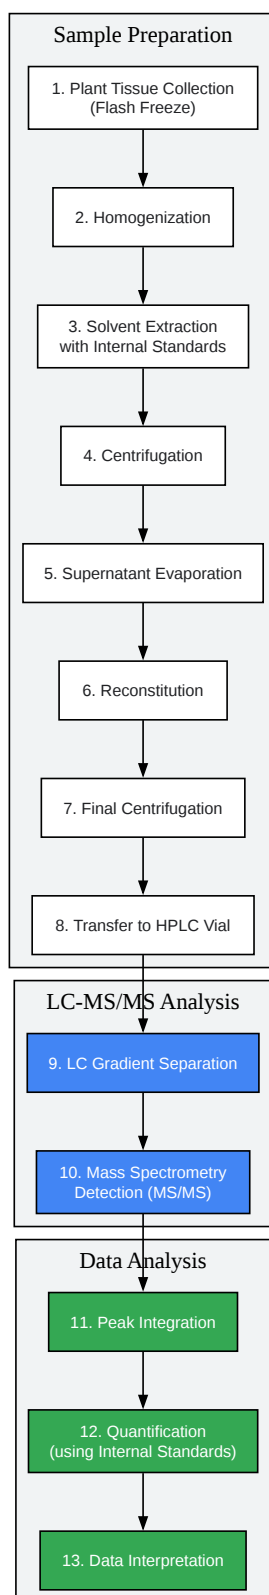 Sample Preparation
1. Plant Tissue Collection
(Flash Freeze)
2. Homogenization
3. Solvent Extraction
with Internal Standards
4. Centrifugation
5. Supernatant Evaporation
6. Reconstitution
7. Final Centrifugation
8. Transfer to HPLC Vial
LC-MS/MS Analysis
9. LC Gradient Separation
10. Mass Spectrometry
Detection (MS/MS)
Data Analysis
11. Peak Integration
12. Quantification
(using Internal Standards)
13. Data Interpretation